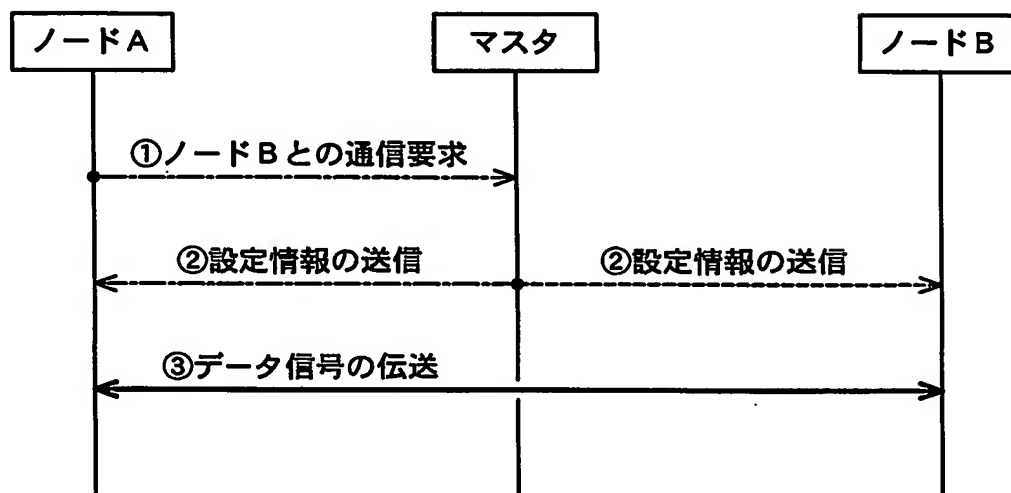 ノードA
マスタ
ノードB
①ノードBとの通信要求
②設定情報の送信
②設定情報の送信
③データ信号の伝送